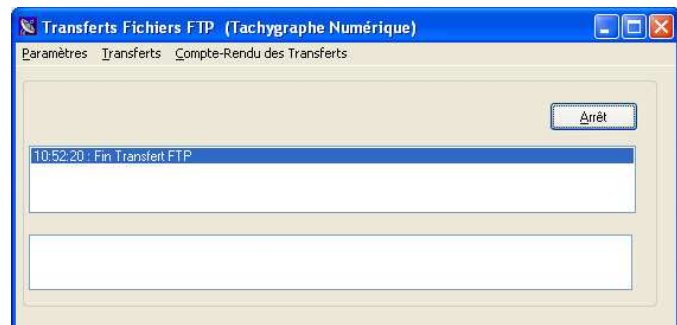 Transferts Fichiers FTP (Tachygraphe Numérique)
Paramètres Transferts Compte-Rendu des Transferts
Arrêt
10:52:20 : Fin Transfert FTP